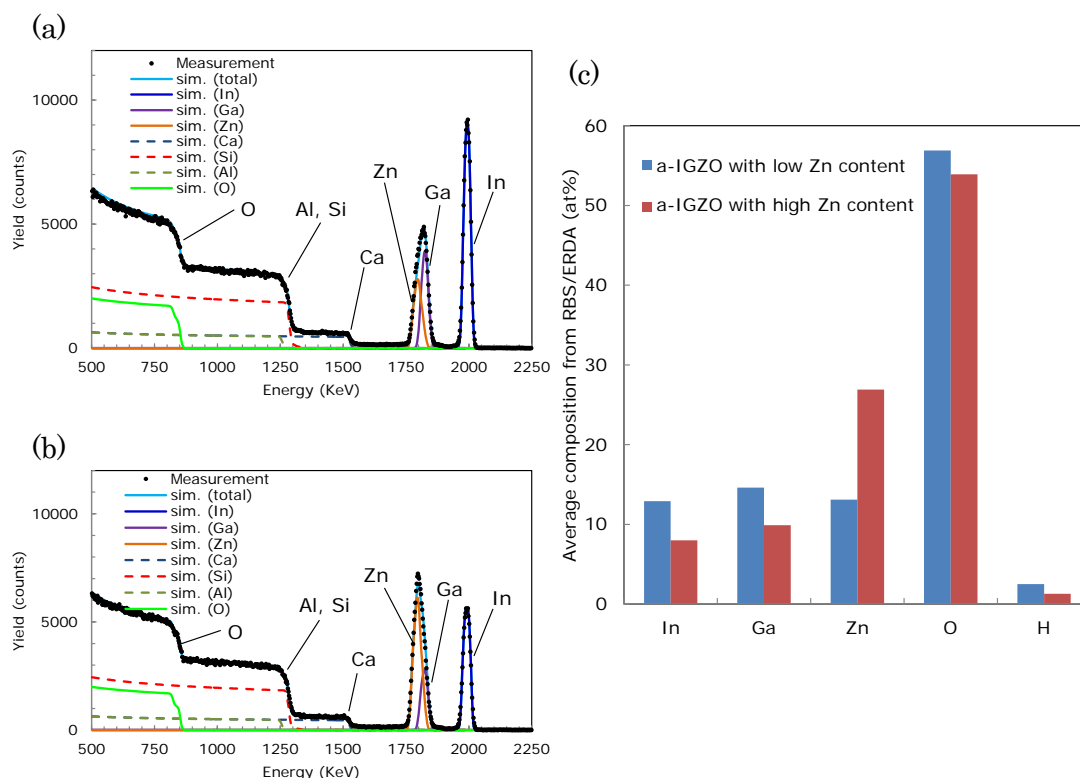 (a)
Measurement
sim. (total)
sim. (In)
sim. (Ga)
sim. (Zn)
sim. (Ca)
sim. (Si)
sim. (Al)
sim. (O)
Zn
Ga
In
O
Al, Si
Ca
Yield (counts)
10000
5000
0
500 750 1000 1250 1500 1750 2000 2250
Energy (KeV)
(b)
Measurement
sim. (total)
sim. (In)
sim. (Ga)
sim. (Zn)
sim. (Ca)
sim. (Si)
sim. (Al)
sim. (O)
Zn
Ga
In
O
Al, Si
Ca
Yield (counts)
10000
5000
0
500 750 1000 1250 1500 1750 2000 2250
Energy (KeV)
(c)
a-IGZO with low Zn content
a-IGZO with high Zn content
Average composition from RBS/ERDA (at%)
60
50
40
30
20
10
0
In Ga Zn O H